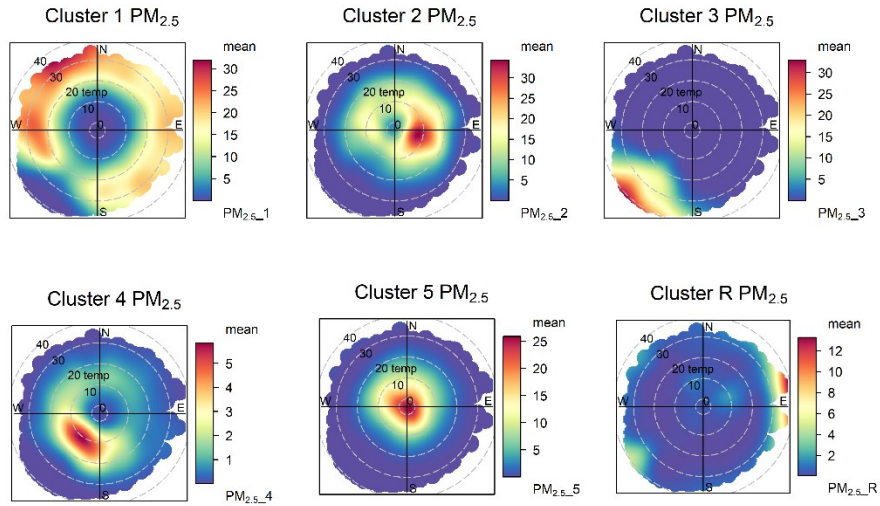 Cluster 1 PM2.5
mean
N
40
30
20 temp
10
0
W
E
S
30
25
20
15
10
5
PM2.5_1
Cluster 2 PM2.5
mean
N
40
30
20 temp
10
0
W
E
S
30
25
20
15
10
5
PM2.5_2
Cluster 3 PM2.5
mean
N
40
30
20 temp
10
0
W
E
S
30
25
20
15
10
5
PM2.5_3
Cluster 4 PM2.5
mean
N
40
30
20 temp
10
0
W
E
S
5
4
3
2
1
PM2.5_4
Cluster 5 PM2.5
mean
N
40
30
20 temp
10
0
W
E
S
25
20
15
10
5
PM2.5_5
Cluster R PM2.5
mean
N
40
30
20 temp
10
0
W
E
S
12
10
8
6
4
2
PM2.5_R